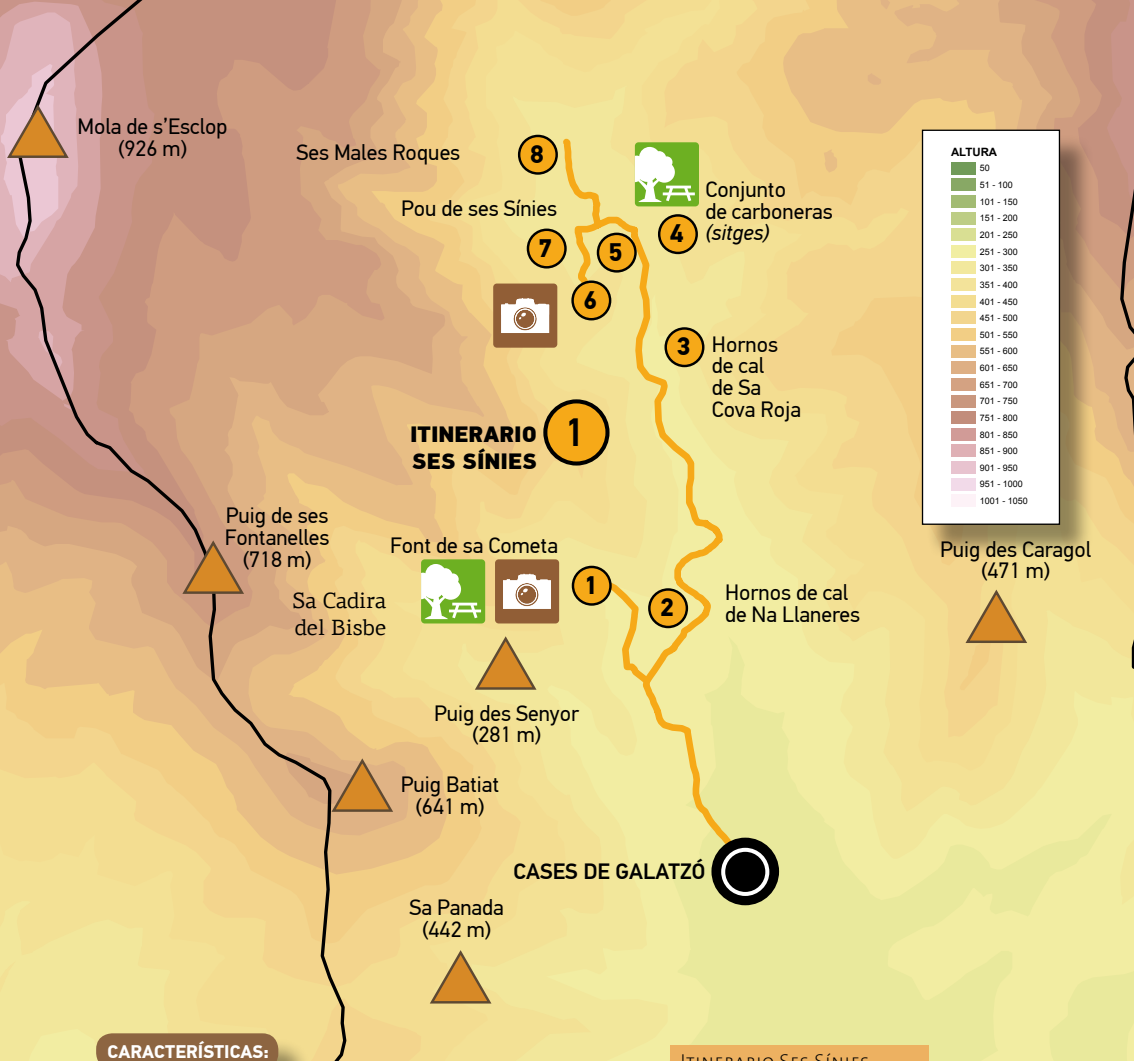 Mola de s’Esclop
(926 m)
Ses Males Roques
8
Pou de ses Sínies
7
5
6
Conjunto
de carboneras
(sitges)
4
3
Hornos
de cal
de Sa
Cova Roja
ITINERARIO
SES SÍNIES
1
ALTURA
50
51 - 100
101 - 150
151 - 200
201 - 250
251 - 300
301 - 350
351 - 400
401 - 450
451 - 500
501 - 550
551 - 600
601 - 650
651 - 700
701 - 750
751 - 800
801 - 850
851 - 900
901 - 950
951 - 1000
1001 - 1050
Puig de ses
Fontanelles
(718 m)
Sa Cadira
del Bisbe
Font de sa Cometa
1
2
Hornos de cal
de Na Llaneres
Puig des Caragol
(471 m)
Puig des Senyor
(281 m)
Puig Batiat
(641 m)
CASES DE GALATZÓ
Sa Panada
(442 m)
CARACTERÍSTICAS:
ITINERARIO SES SÍNIES